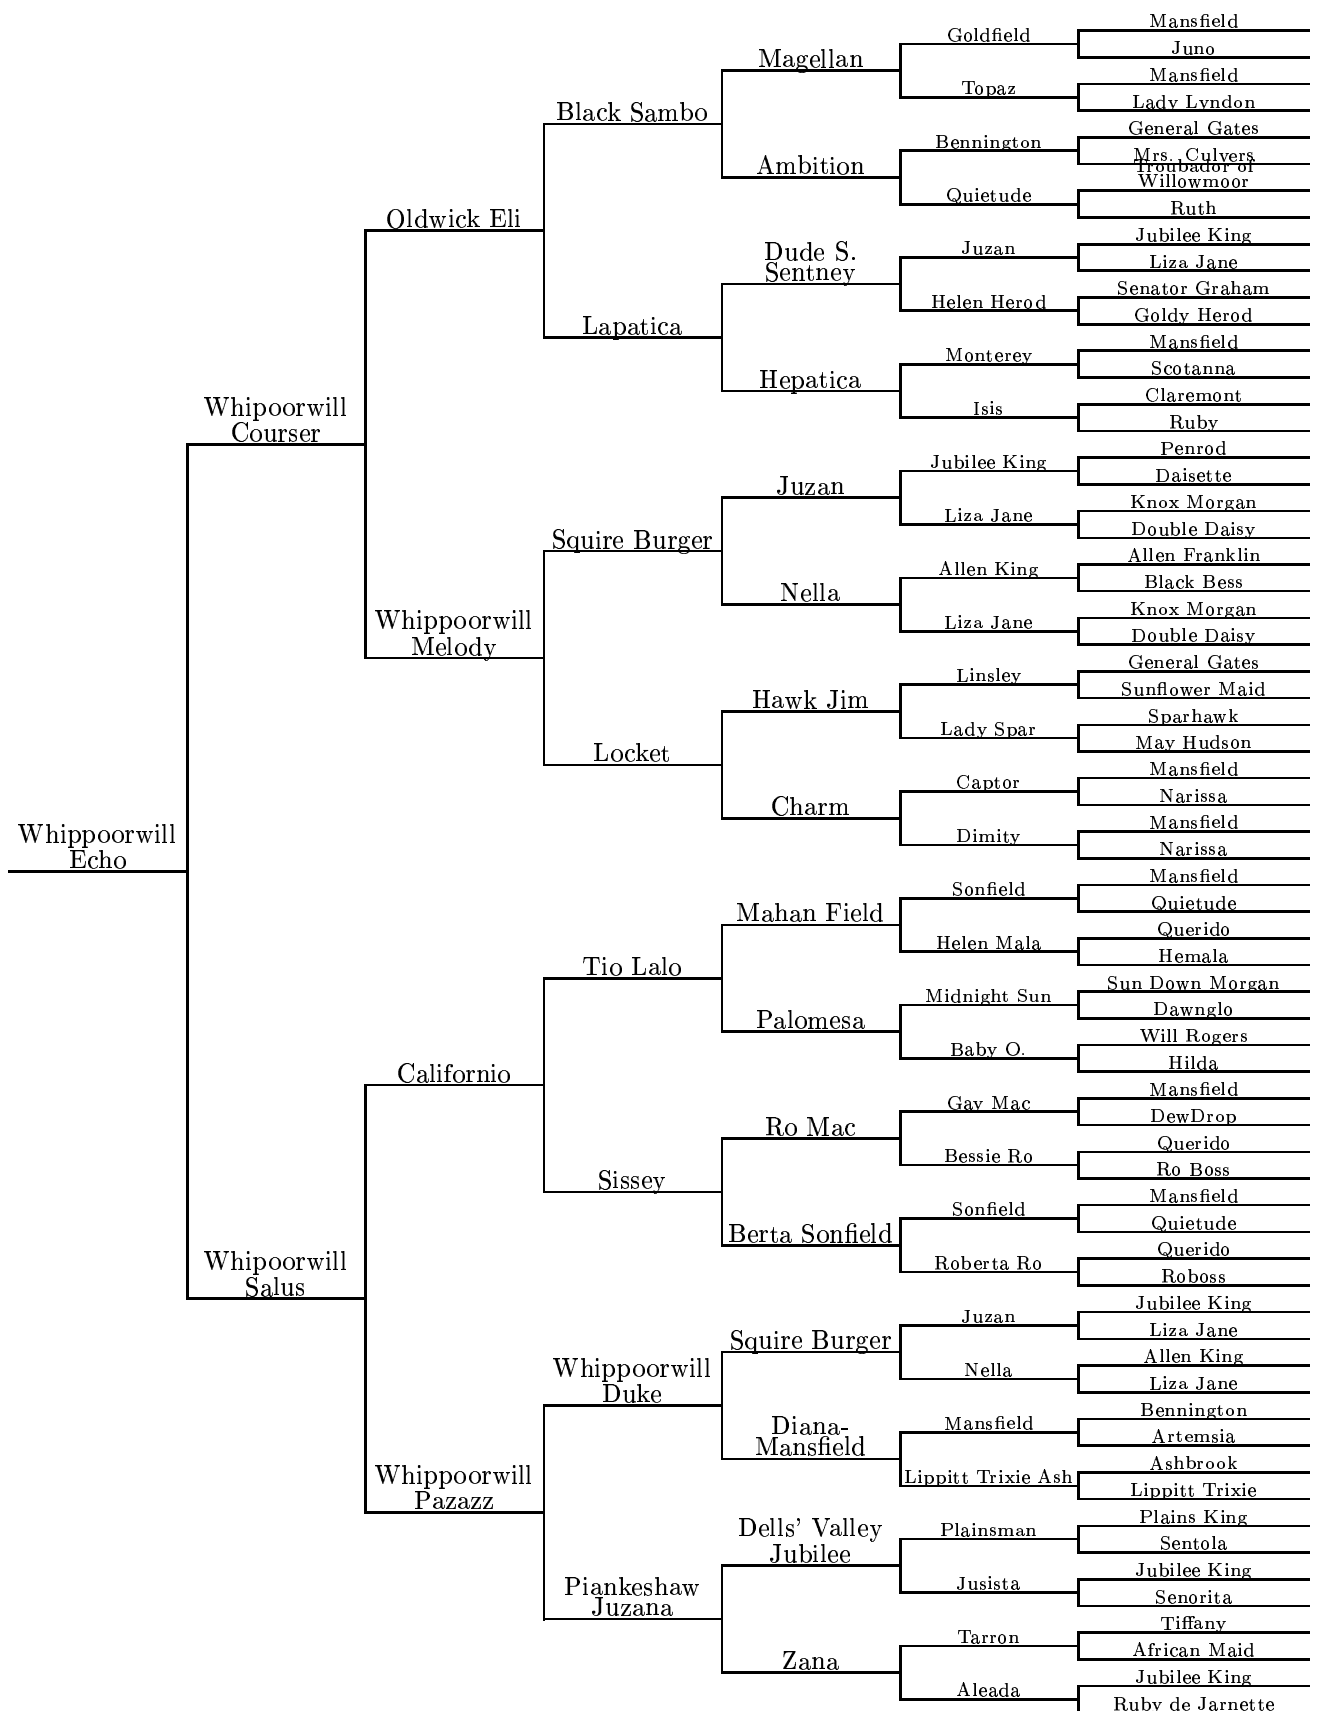 Mansfield
Goldfield
Juno
Magellan
Mansfield
Topaz
Lady Lyndon
Black Sambo
General Gates
Bennington
Mrs. Culvers
Ambition
Troubador of
Willowmoor
Quietude
Ruth
Oldwick Eli
Jubilee King
Juzan
Liza Jane
Dude S.
Sentney
Senator Graham
Helen Herod
Goldy Herod
Lapatica
Mansfield
Monterey
Scotanna
Hepatica
Claremont
Isis
Ruby
Whipoorwill
Courser
Penrod
Jubilee King
Daisette
Juzan
Knox Morgan
Liza Jane
Double Daisy
Squire Burger
Allen Franklin
Allen King
Black Bess
Nella
Knox Morgan
Liza Jane
Double Daisy
Whippoorwill
Melody
General Gates
Linsley
Sunflower Maid
Hawk Jim
Sparhawk
Lady Spar
May Hudson
Locket
Mansfield
Captor
Narissa
Charm
Mansfield
Dimity
Narissa
Whippoorwill
Echo
Mansfield
Sonfield
Quietude
Mahan Field
Querido
Helen Mala
Hemala
Tio Lalo
Sun Down Morgan
Midnight Sun
Dawnglo
Palomesa
Will Rogers
Baby O.
Hilda
Californio
Mansfield
Gay Mac
DewDrop
Ro Mac
Querido
Bessie Ro
Ro Boss
Sissey
Mansfield
Sonfield
Quietude
Berta Sonfield
Querido
Roberta Ro
Roboss
Whipoorwill
Salus
Jubilee King
Juzan
Liza Jane
Squire Burger
Allen King
Nella
Liza Jane
Whippoorwill
Duke
Bennington
Mansfield
Artemsia
Diana-
Mansfield
Ashbrook
Lippitt Trixie Ash
Lippitt Trixie
Whippoorwill
Pazazz
Plains King
Plainsman
Sentola
Dells' Valley
Jubilee
Jubilee King
Jusista
Senorita
Piankeshaw
Juzana
Tiffany
Tarron
African Maid
Zana
Jubilee King
Aleada
Ruby de Jarnette